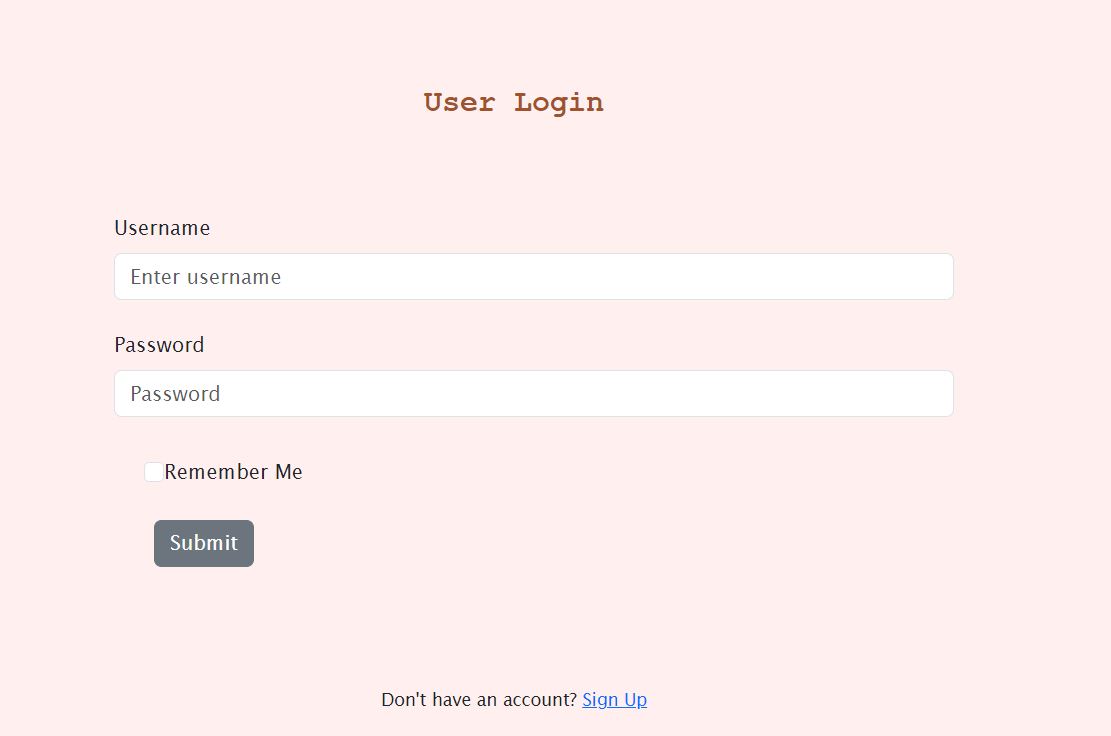 User Login
Username
Enter username
Password
Password
Remember Me
Submit
Don't have an account? Sign Up